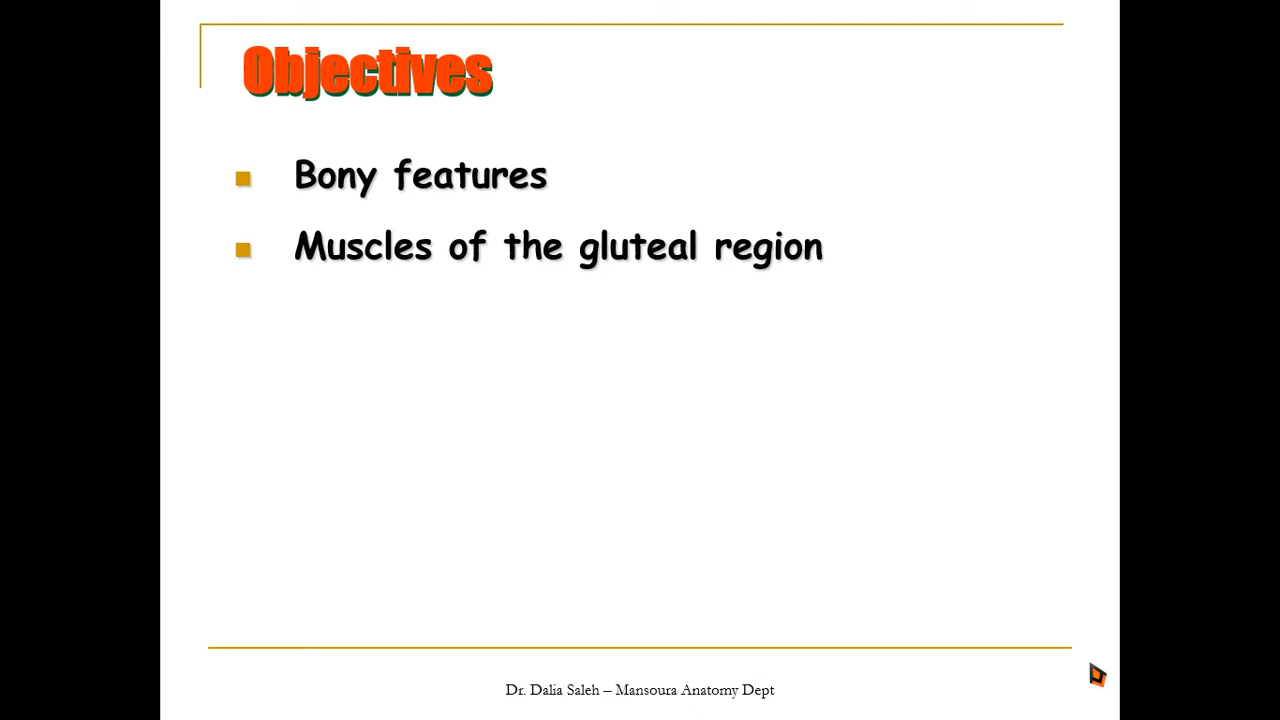 Objectives
Bony features
Muscles of the gluteal region
Dr. Dalia Saleh – Mansoura Anatomy Dept